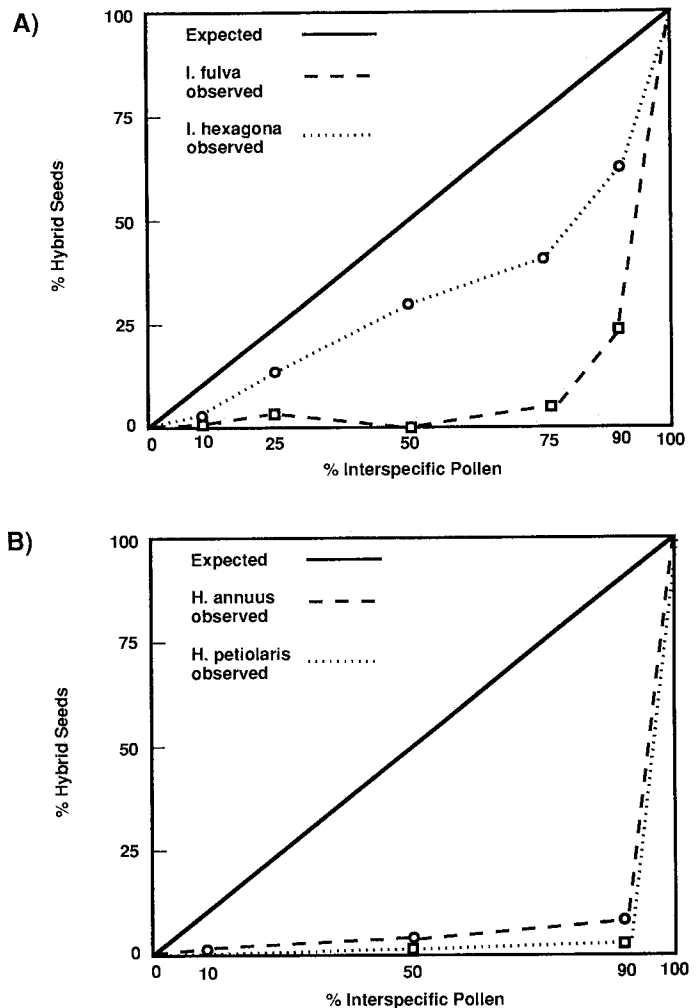 A)
100
75
50
25
0
% Hybrid Seeds
Expected
I. fulva
observed
I. hexagona
observed
0 10 25 50 75 90 100
% Interspecific Pollen
B)
100
75
50
25
0
% Hybrid Seeds
Expected
H. annuus
observed
H. petiolaris
observed
0 10 50 90 100
% Interspecific Pollen